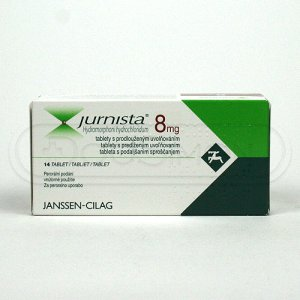 jurnista®
Hydromorphoni hydrochloridum
8mg
tablety s prodlouženým uvolňováním
tablety s predĺženým uvoľňovaním
tableta s podaljšanim sproščanjem
14 TABLET / TABLIET / TABLET
Perorální podání
vnútorné použitie
Za peroralno uporabo
JANSSEN-CILAG